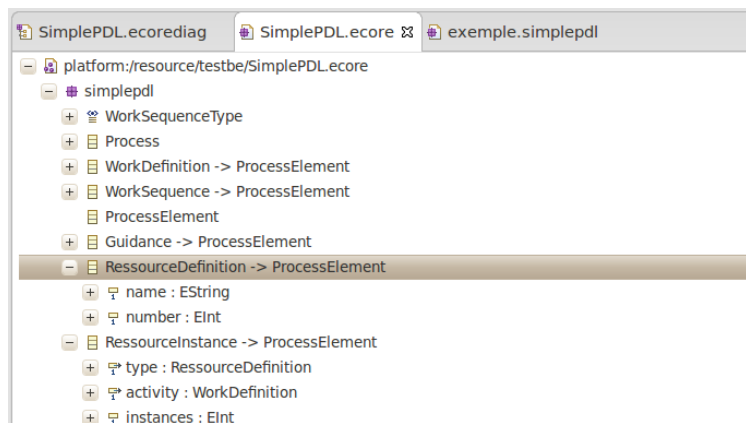 SimplePDL.ecorediag SimplePDL.ecore exemple.simplepdl
platform:/resource/testbe/SimplePDL.ecore
simplepdl
WorkSequenceType
Process
WorkDefinition -> ProcessElement
WorkSequence -> ProcessElement
ProcessElement
Guidance -> ProcessElement
RessourceDefinition -> ProcessElement
name : EString
number : EInt
RessourceInstance -> ProcessElement
type : RessourceDefinition
activity : WorkDefinition
instances : EInt